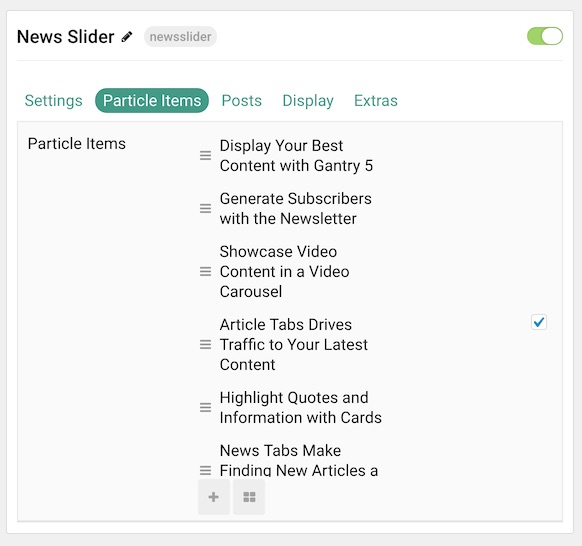 News Slider newsslider
Settings Particle Items Posts Display Extras
Particle Items
Display Your Best
Content with Gantry 5
Generate Subscribers
with the Newsletter
Showcase Video
Content in a Video
Carousel
Article Tabs Drives
Traffic to Your Latest
Content
Highlight Quotes and
Information with Cards
News Tabs Make
Finding New Articles a